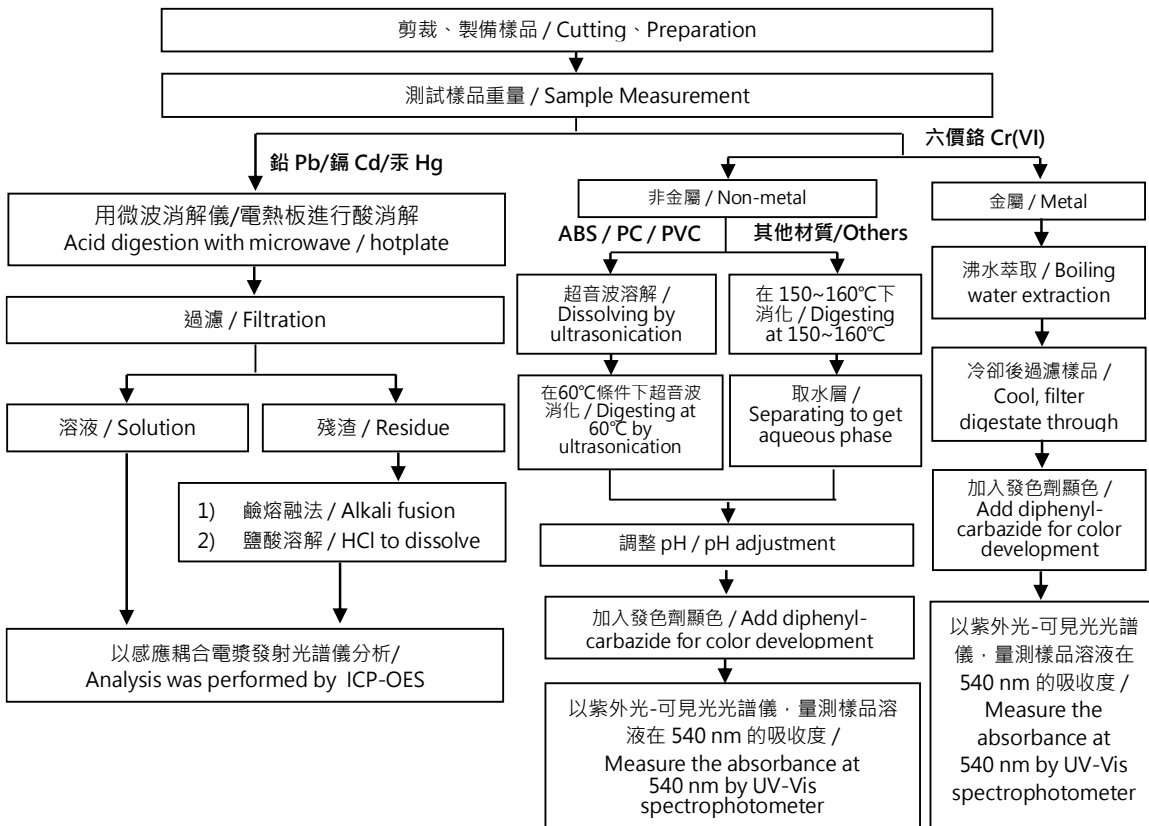 剪裁、製備樣品 / Cutting、Preparation
測試樣品重量 / Sample Measurement
鉛 Pb/鎘 Cd/汞 Hg
六價鉻 Cr(VI)
用微波消解儀/電熱板進行酸消解
Acid digestion with microwave / hotplate
過濾 / Filtration
溶液 / Solution
殘渣 / Residue
1) 鹼熔融法 / Alkali fusion
2) 鹽酸溶解 / HCl to dissolve
以感應耦合電漿發射光譜儀分析/
Analysis was performed by ICP-OES
非金屬 / Non-metal
ABS / PC / PVC
其他材質/Others
超音波溶解 /
Dissolving by
ultrasonication
在60℃條件下超音波
消化 / Digesting at
60℃ by
ultrasonication
在 150~160℃下
消化 / Digesting
at 150~160℃
取水層 /
Separating to get
aqueous phase
調整 pH / pH adjustment
加入發色劑顯色 / Add diphenyl-
carbazide for color development
以紫外光-可見光光譜儀，量測樣品溶
液在 540 nm 的吸收度 /
Measure the absorbance at
540 nm by UV-Vis
spectrophotometer
金屬 / Metal
沸水萃取 / Boiling
water extraction
冷卻後過濾樣品 /
Cool, filter
digestate through
加入發色劑顯色 /
Add diphenyl-
carbazide for color
development
以紫外光-可見光光譜
儀，量測樣品溶液在
540 nm 的吸收度 /
Measure the
absorbance at
540 nm by UV-Vis
spectrophotometer